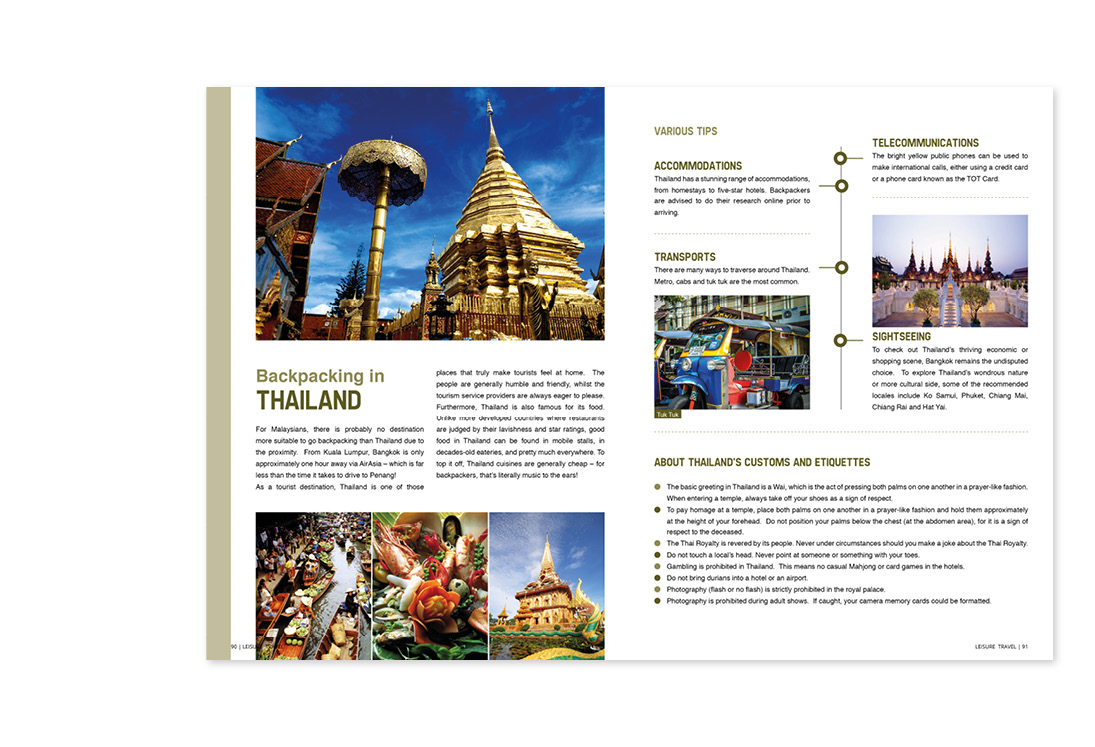 Backpacking in
THAILAND
For Malaysians, there is probably no destination
more suitable to go backpacking than Thailand due to
the proximity. From Kuala Lumpur, Bangkok is only
approximately one hour away via AirAsia – which is far
less than the time it takes to drive to Penang!
As a tourist destination, Thailand is one of those
places that truly make tourists feel at home. The
people are generally humble and friendly, whilst the
tourism service providers are always eager to please.
Furthermore, Thailand is also famous for its food.
Unlike more developed countries where restaurants
are judged by their lavishness and star ratings, good
food in Thailand can be found in mobile stalls, in
decades-old eateries, and pretty much everywhere. To
top it off, Thailand cuisines are generally cheap – for
backpackers, that's literally music to the ears!
90 | LEISURE
VARIOUS TIPS
ACCOMMODATIONS
Thailand has a stunning range of accommodations,
from homestays to five-star hotels. Backpackers
are advised to do their research online prior to
arriving.
TRANSPORTS
There are many ways to traverse around Thailand.
Metro, cabs and tuk tuk are the most common.
Tuk Tuk
TELECOMMUNICATIONS
The bright yellow public phones can be used to
make international calls, either using a credit card
or a phone card known as the TOT Card.
SIGHTSEEING
To check out Thailand's thriving economic or
shopping scene, Bangkok remains the undisputed
choice. To explore Thailand's wondrous nature
or more cultural side, some of the recommended
locales include Ko Samui, Phuket, Chiang Mai,
Chiang Rai and Hat Yai.
ABOUT THAILAND'S CUSTOMS AND ETIQUETTES
The basic greeting in Thailand is a Wai, which is the act of pressing both palms on one another in a prayer-like fashion.
When entering a temple, always take off your shoes as a sign of respect.
To pay homage at a temple, place both palms on one another in a prayer-like fashion and hold them approximately
at the height of your forehead. Do not position your palms below the chest (at the abdomen area), for it is a sign of
respect to the deceased.
The Thai Royalty is revered by its people. Never under circumstances should you make a joke about the Thai Royalty.
Do not touch a local's head. Never point at someone or something with your toes.
Gambling is prohibited in Thailand. This means no casual Mahjong or card games in the hotels.
Do not bring durians into a hotel or an airport.
Photography (flash or no flash) is strictly prohibited in the royal palace.
Photography is prohibited during adult shows. If caught, your camera memory cards could be formatted.
LEISURE TRAVEL | 91